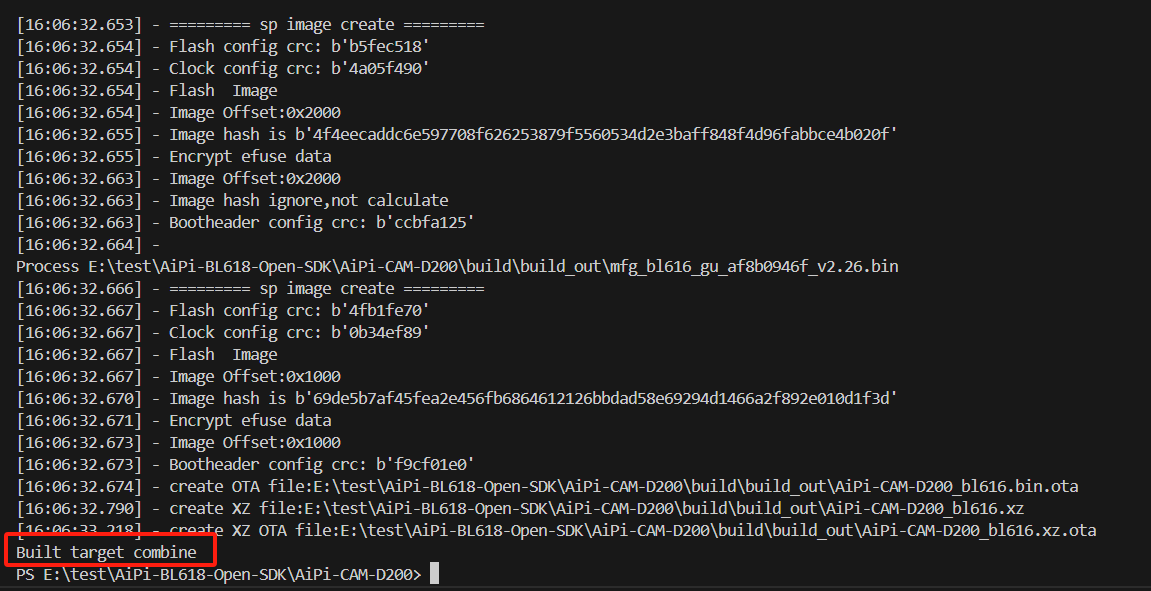 [16:06:32.653] - ========= sp image create =========
[16:06:32.654] - Flash config crc: b'b5fec518'
[16:06:32.654] - Clock config crc: b'4a05f490'
[16:06:32.654] - Flash  Image
[16:06:32.654] - Image Offset:0x2000
[16:06:32.655] - Image hash is b'4f4eecaddc6e597708f626253879f5560534d2e3baff848f4d96fabbce4b020f'
[16:06:32.655] - Encrypt efuse data
[16:06:32.663] - Image Offset:0x2000
[16:06:32.663] - Image hash ignore,not calculate
[16:06:32.663] - Bootheader config crc: b'ccbfa125'
[16:06:32.664] -
Process E:\test\AiPi-BL618-Open-SDK\AiPi-CAM-D200\build\build_out\mfg_bl616_gu_af8b0946f_v2.26.bin
[16:06:32.666] - ========= sp image create =========
[16:06:32.667] - Flash config crc: b'4fb1fe70'
[16:06:32.667] - Clock config crc: b'0b34ef89'
[16:06:32.667] - Flash  Image
[16:06:32.667] - Image Offset:0x1000
[16:06:32.670] - Image hash is b'69de5b7af45fea2e456fb6864612126bbdad58e69294d1466a2f892e010d1f3d'
[16:06:32.671] - Encrypt efuse data
[16:06:32.673] - Image Offset:0x1000
[16:06:32.673] - Bootheader config crc: b'f9cf01e0'
[16:06:32.674] - create OTA file:E:\test\AiPi-BL618-Open-SDK\AiPi-CAM-D200\build\build_out\AiPi-CAM-D200_bl616.bin.ota
[16:06:32.790] - create XZ file:E:\test\AiPi-BL618-Open-SDK\AiPi-CAM-D200\build\build_out\AiPi-CAM-D200_bl616.xz
[16:06:33.218] - create XZ OTA file:E:\test\AiPi-BL618-Open-SDK\AiPi-CAM-D200\build\build_out\AiPi-CAM-D200_bl616.xz.ota
Built target combine
PS E:\test\AiPi-BL618-Open-SDK\AiPi-CAM-D200>